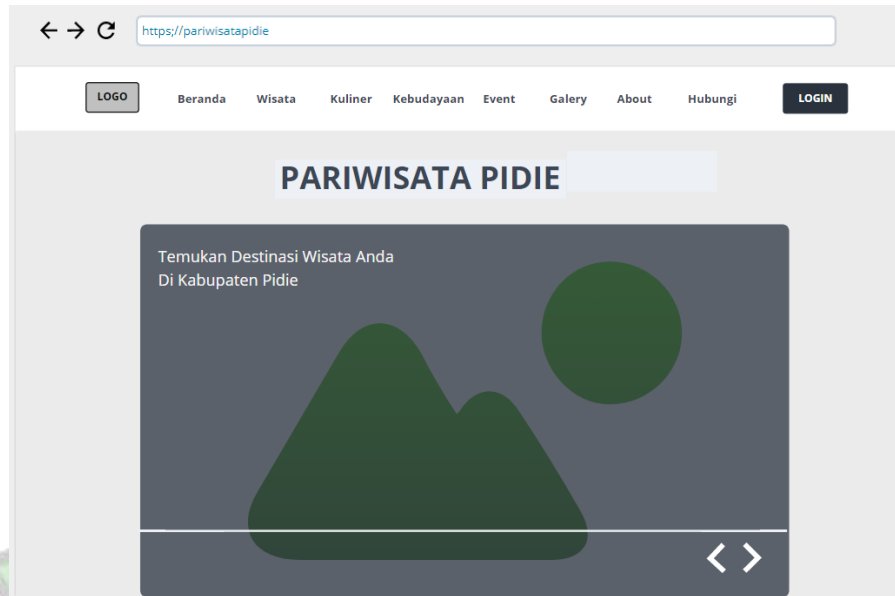 https;//pariwisatapidie
LOGO Beranda Wisata Kuliner Kebudayaan Event Galery About Hubungi LOGIN
PARIWISATA PIDIE
Temukan Destinasi Wisata Anda
Di Kabupaten Pidie